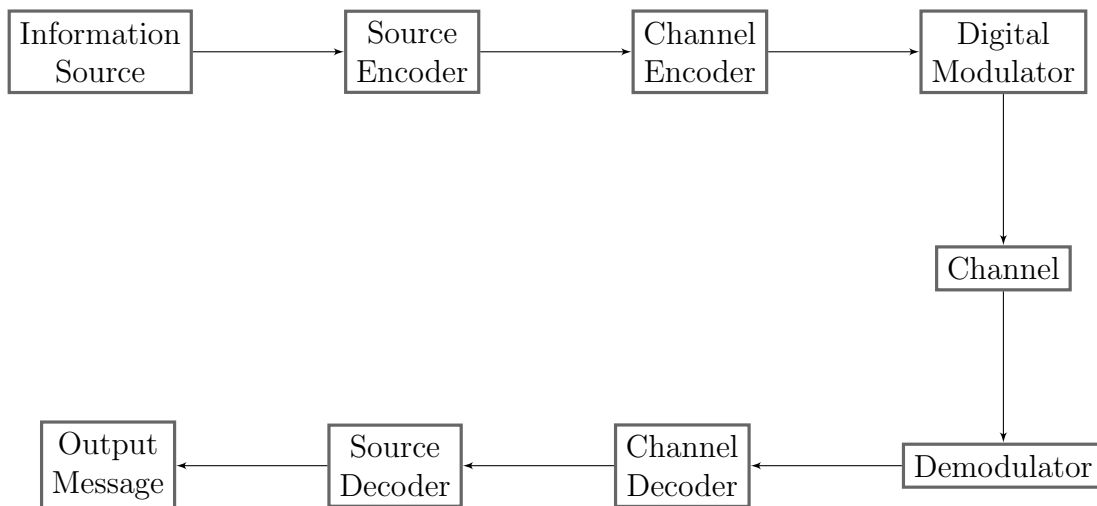 Information
Source
Source
Encoder
Channel
Encoder
Digital
Modulator
Channel
Output
Message
Source
Decoder
Channel
Decoder
Demodulator